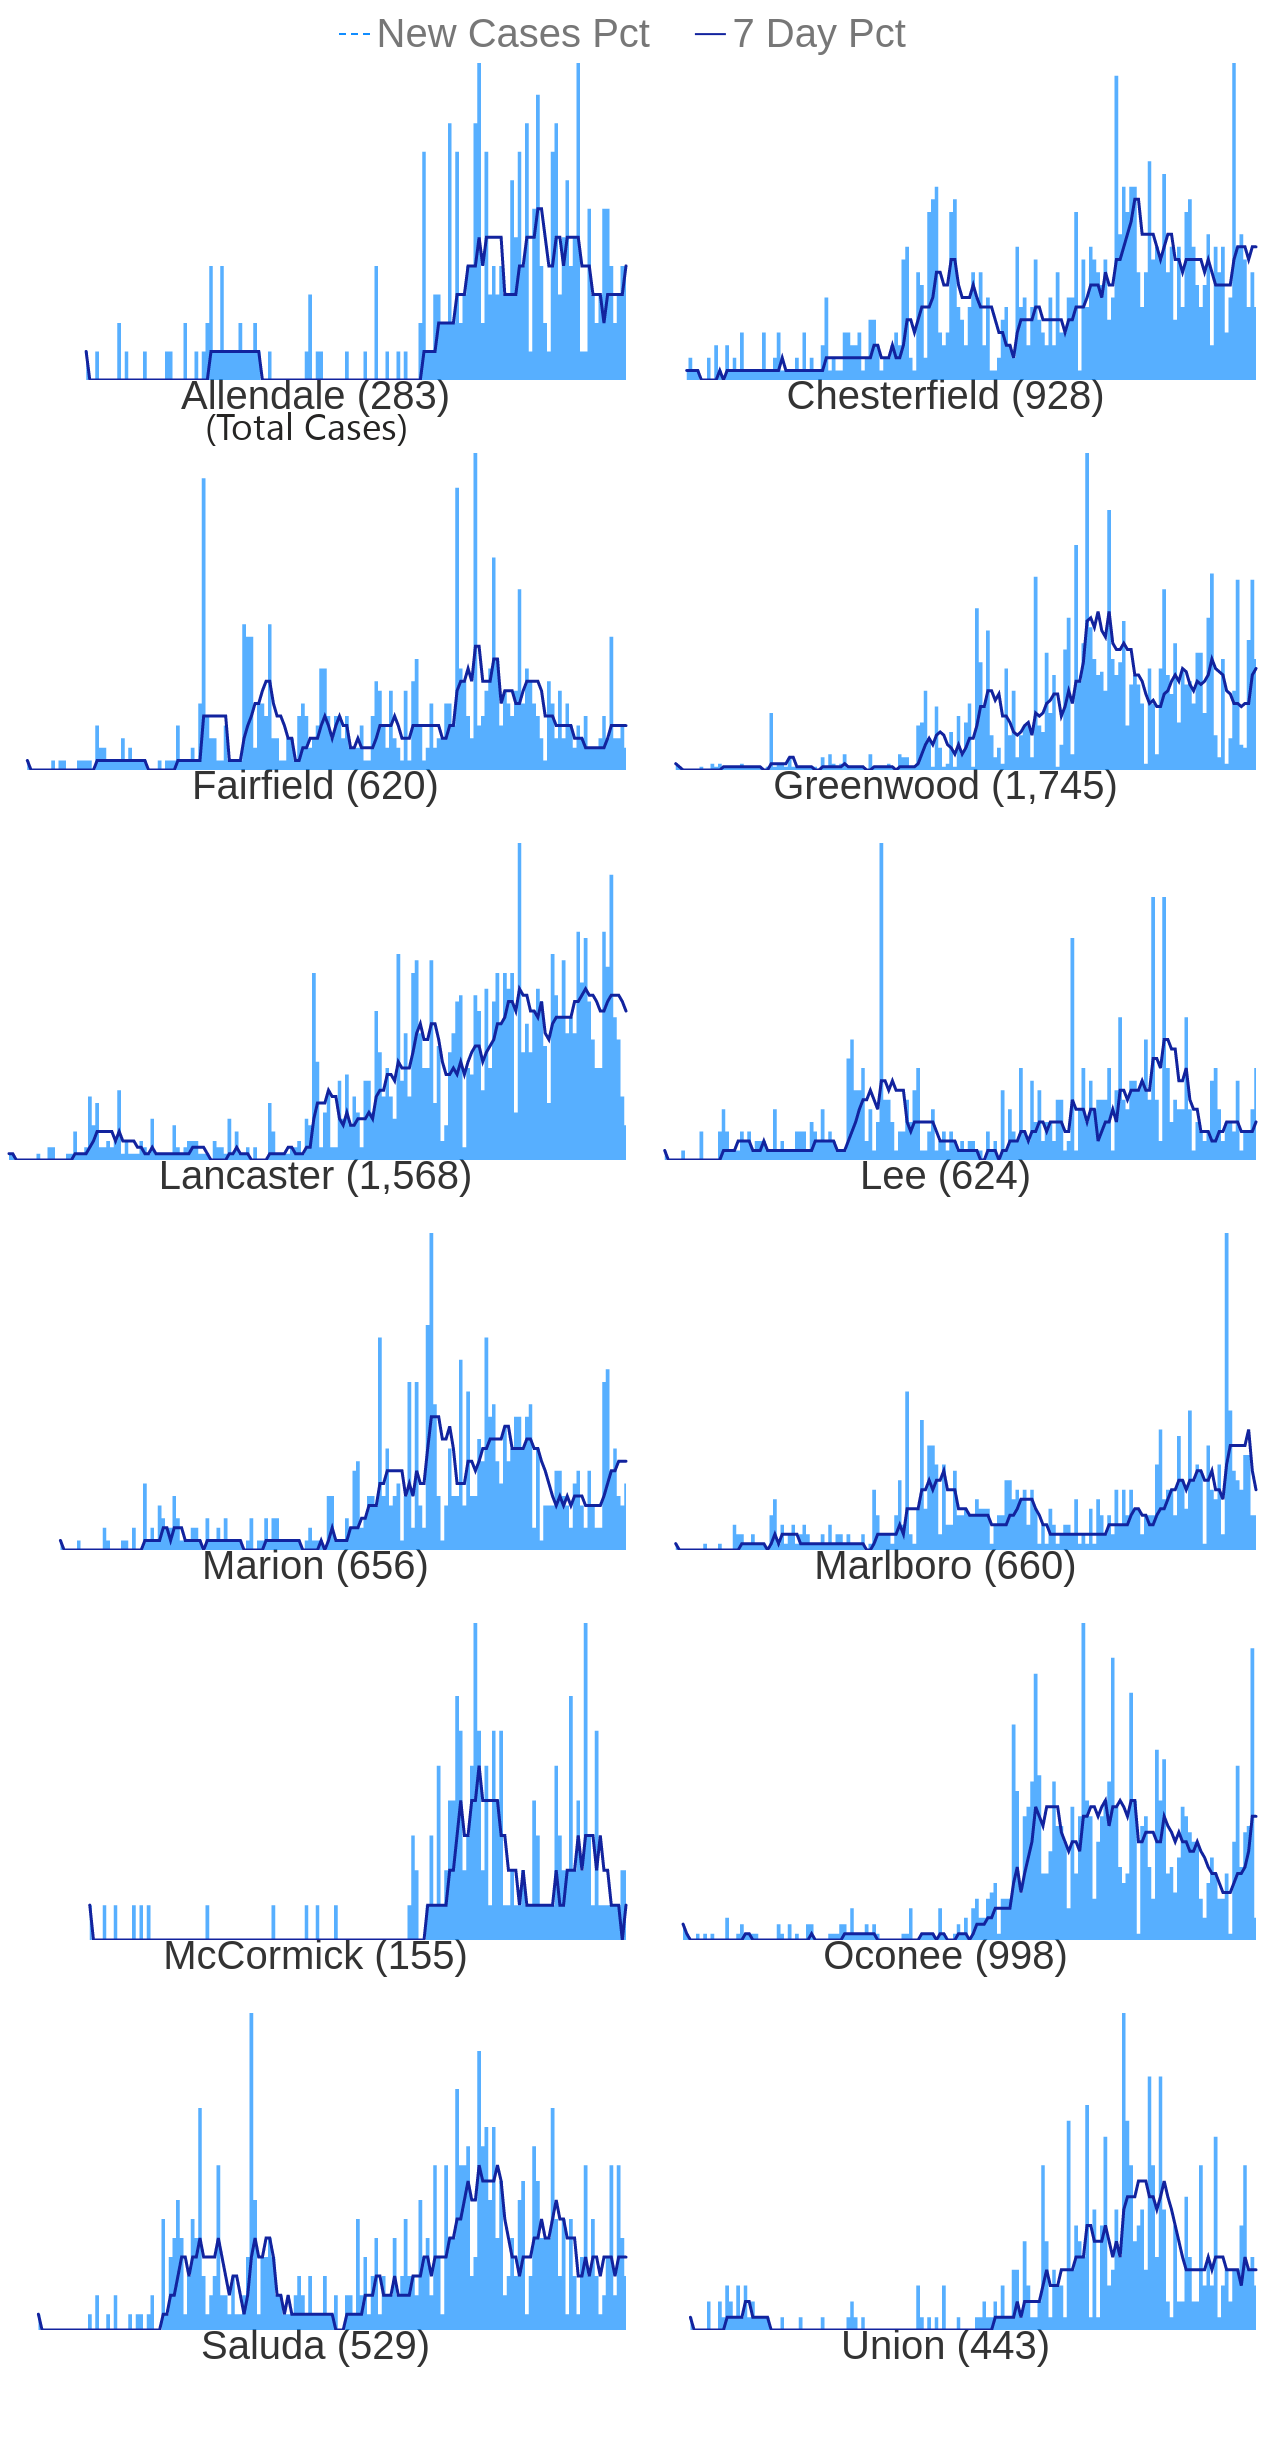 New Cases Pct 7 Day Pct
Allendale (283) Chesterfield (928)
(Total Cases)
Fairfield (620) Greenwood (1,745)
Lancaster (1,568) Lee (624)
Marion (656) Marlboro (660)
McCormick (155) Oconee (998)
Saluda (529) Union (443)